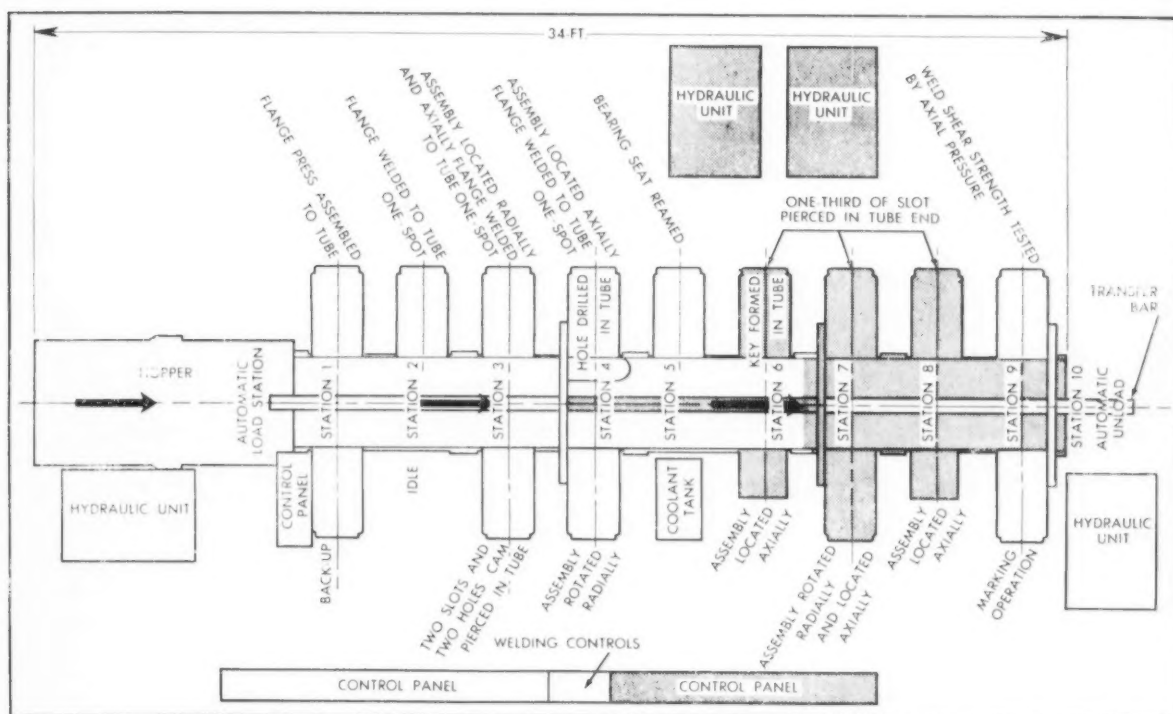 34-FT.
FLANGE PRESS ASSEMBLED
TO TUBE
FLANGE WELDED TO TUBE
ONE SPOT
ASSEMBLY LOCATED RADIALLY
AND AXIALLY FLANGE WELDED
TO TUBE ONE SPOT
ASSEMBLY LOCATED AXIALLY
FLANGE WELDED TO TUBE
ONE SPOT
BEARING SEAT REAMED
HYDRAULIC
UNIT
HYDRAULIC
UNIT
WELD SHEAR STRENGTH TESTED
BY AXIAL PRESSURE
ONE-THIRD OF SLOT
PIERCED IN TUBE END
TRANSFER
BAR
HOLE DRILLED
IN TUBE
KEY FORMED
IN TUBE
HOPPER
AUTOMATIC
LOAD STATION
STATION 1
STATION 2
STATION 3
STATION 4
STATION 5
STATION 6
STATION 7
STATION 8
STATION 9
STATION 10
AUTOMATIC
UNLOAD
HYDRAULIC UNIT
CONTROL
PANEL
BACK-UP
IDLE
TWO SLOTS AND
TWO HOLES CAM
PIERCED IN TUBE
ASSEMBLY
ROTATED
RADIALLY
COOLANT
TANK
ASSEMBLY
LOCATED
AXIALLY
ASSEMBLY ROTATED
RADIALLY
AND LOCATED
AXIALLY
ASSEMBLY
LOCATED
AXIALLY
MARKING
OPERATION
HYDRAULIC
UNIT
WELDING CONTROLS
CONTROL PANEL
CONTROL PANEL